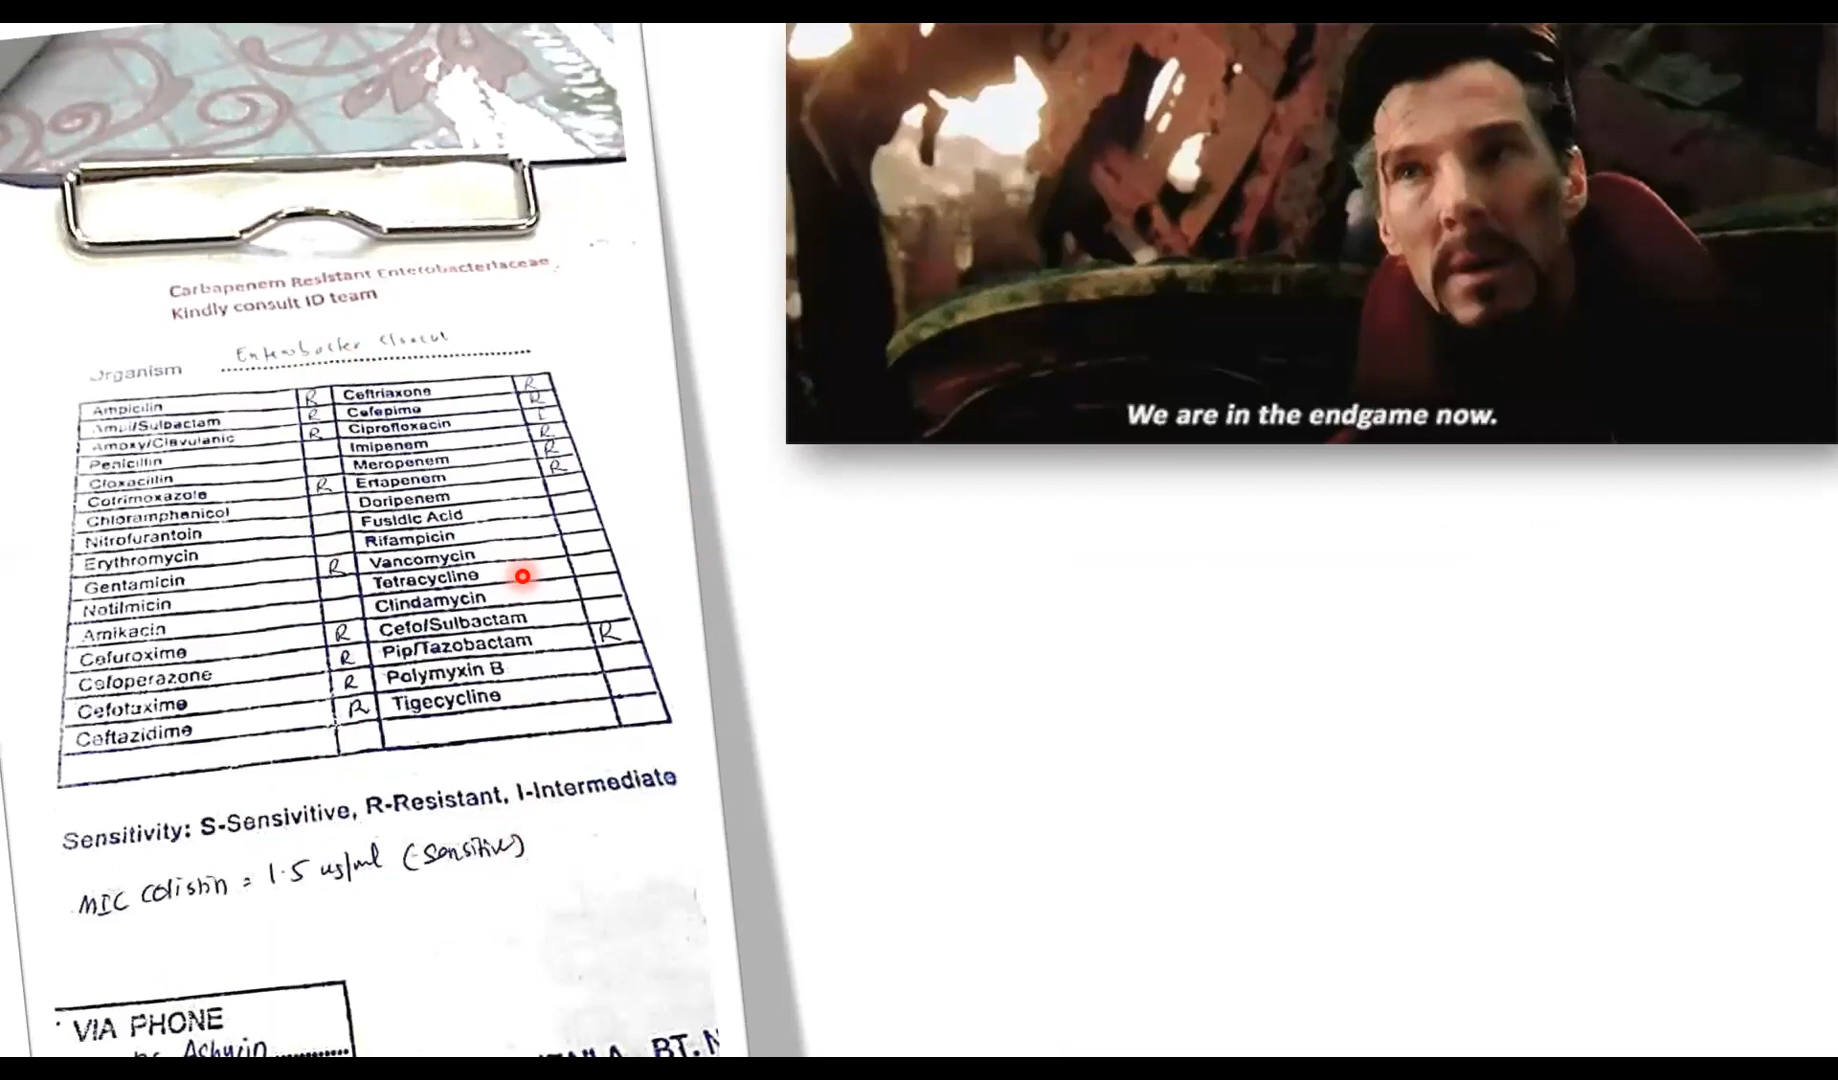 Carbapenem Resistant Enterobacteriaceae
Kindly consult ID team
Organism Enterobacter
Ampicilin R Ceftriaxone R
Ampi/Sulbactam R Cefepime R
Amoxy/Clavulanic R Ciprofloxacin I
Penicillin Imipenem R
Cloxacillin Meropenem R
Cotrimoxazole R Ertapenem R
Chloramphenicol Doripenem
Nitrofurantoin Fusidic Acid
Erythromycin Rifampicin
Gentamicin R Vancomycin
Netilmicin Tetracycline
Amikacin Clindamycin
Cefuroxime R Cefo/Sulbactam
Cefoperazone R Pip/Tazobactam R
Cefotaxime R Polymyxin B
Ceftazidime R Tigecycline
Sensitivity: S-Sensivitive, R-Resistant, I-Intermediate
MIC Colistin = 1.5 ug/ml (sensitive)
VIA PHONE
Ashwin
BT.
We are in the endgame now.